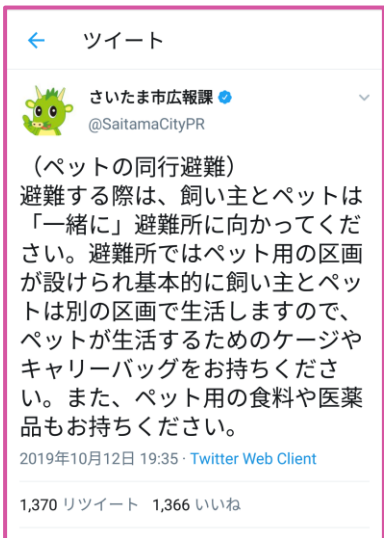 ツイート
さいたま市広報課
@SaitamaCityPR
（ペットの同行避難）
避難する際は、飼い主とペットは
「一緒に」避難所に向かってくだ
さい。避難所ではペット用の区画
が設けられ基本的に飼い主とペッ
トは別の区画で生活しますので、
ペットが生活するためのケージや
キャリーバッグをお持ちくださ
い。また、ペット用の食料や医薬
品もお持ちください。
2019年10月12日 19:35 · Twitter Web Client
1,370 リツイート 1,366 いいね